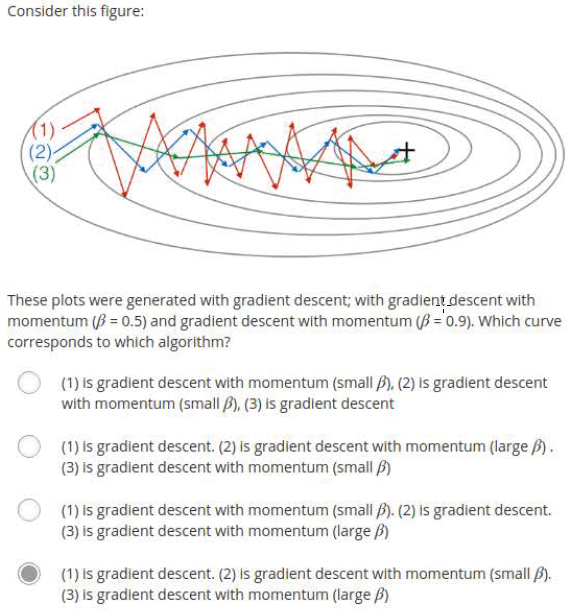 Consider this figure:
(1)
(2)
(3)
These plots were generated with gradient descent; with gradient descent with
momentum (β = 0.5) and gradient descent with momentum (β = 0.9). Which curve
corresponds to which algorithm?
(1) is gradient descent with momentum (small β), (2) is gradient descent
with momentum (small β), (3) is gradient descent
(1) is gradient descent. (2) is gradient descent with momentum (large β) .
(3) is gradient descent with momentum (small β)
(1) is gradient descent with momentum (small β). (2) is gradient descent.
(3) is gradient descent with momentum (large β)
(1) is gradient descent. (2) is gradient descent with momentum (small β).
(3) is gradient descent with momentum (large β)